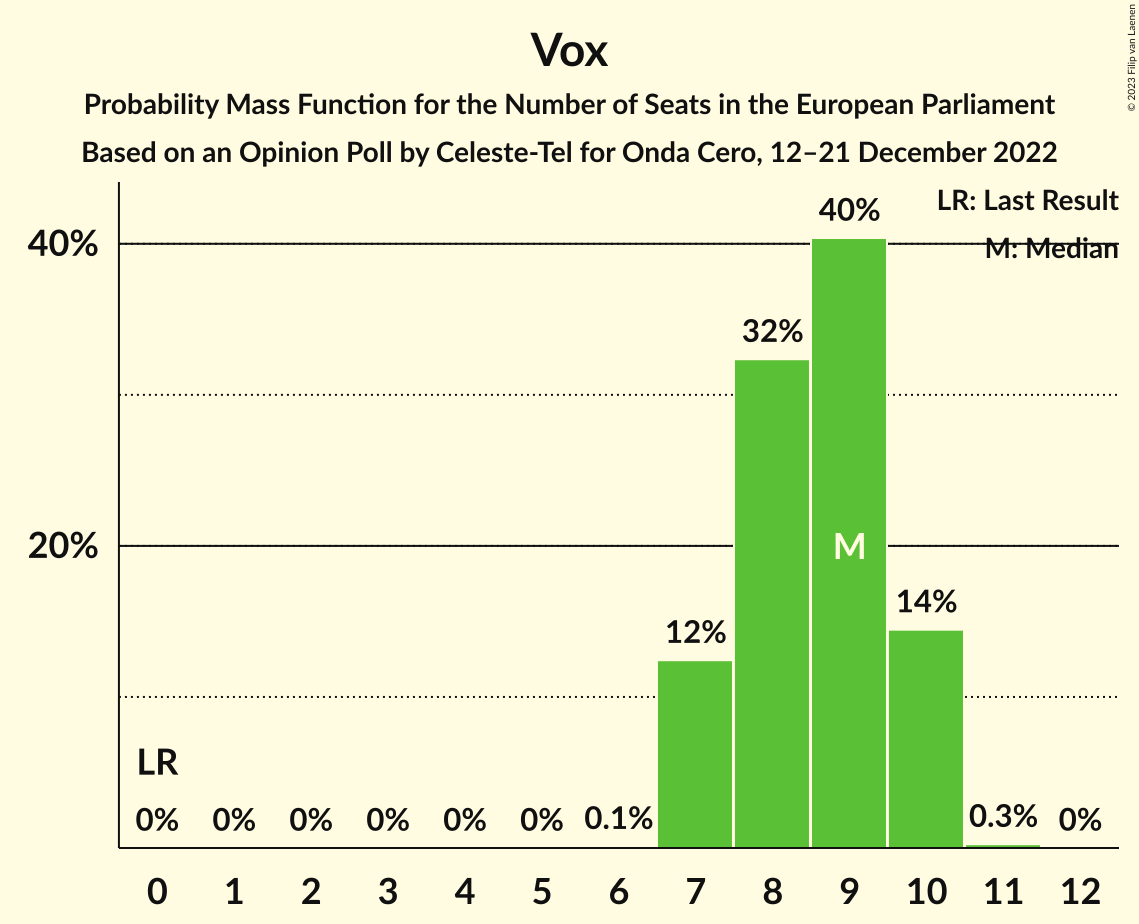 Vox
Probability Mass Function for the Number of Seats in the European Parliament
Based on an Opinion Poll by Celeste-Tel for Onda Cero, 12–21 December 2022
© 2023 Filip van Laenen
LR: Last Result
M: Median
40%
20%
LR
0% 0% 0% 0% 0% 0% 0.1% 12% 32% 40% 14% 0.3% 0%
M
0 1 2 3 4 5 6 7 8 9 10 11 12